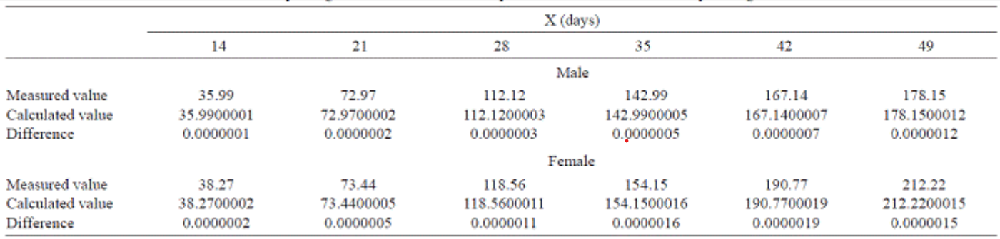 X (days)
14 21 28 35 42 49
Male
Measured value 35.99 72.97 112.12 142.99 167.14 178.15
Calculated value 35.9900001 72.9700002 112.1200003 142.9900005 167.1400007 178.1500012
Difference 0.0000001 0.0000002 0.0000003 0.0000005 0.0000007 0.0000012
Female
Measured value 38.27 73.44 118.56 154.15 190.77 212.22
Calculated value 38.2700002 73.4400005 118.5600011 154.1500016 190.7700019 212.2200015
Difference 0.0000002 0.0000005 0.0000011 0.0000016 0.0000019 0.0000015